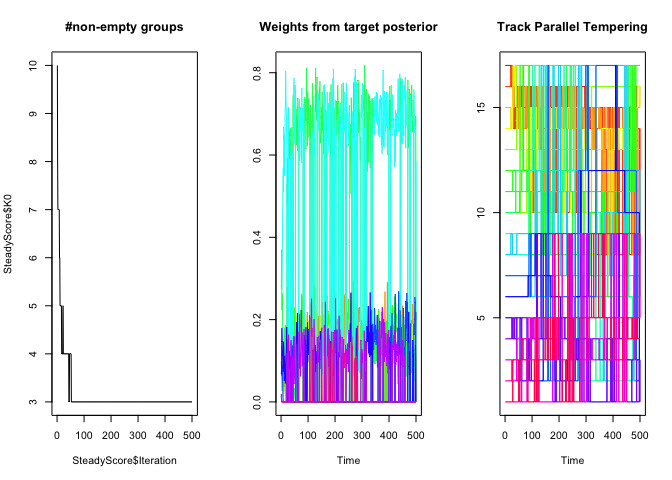 #non-empty groups
SteadyScore$K0
10
9
8
7
6
5
4
3
0 100 200 300 400 500
SteadyScore$Iteration
Weights from target posterior
0.8
0.6
0.4
0.2
0.0
0 100 200 300 400 500
Time
Track Parallel Tempering
15
10
5
0 100 200 300 400 500
Time